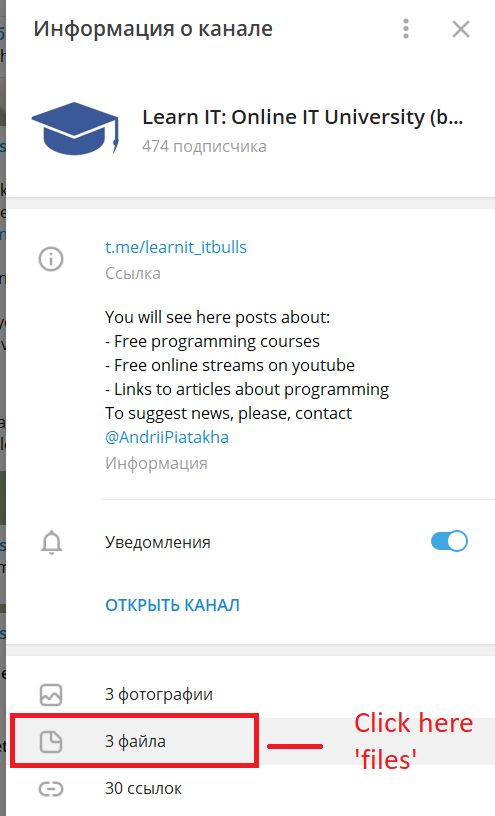 Информация о канале
Learn IT: Online IT University (b...
474 подписчика
t.me/learnit_itbulls
Ссылка
You will see here posts about:
- Free programming courses
- Free online streams on youtube
- Links to articles about programming
To suggest news, please, contact
@AndriiPiatakha
Информация
Уведомления
ОТКРЫТЬ КАНАЛ
3 фотографии
3 файла
Click here
'files'
30 ссылок